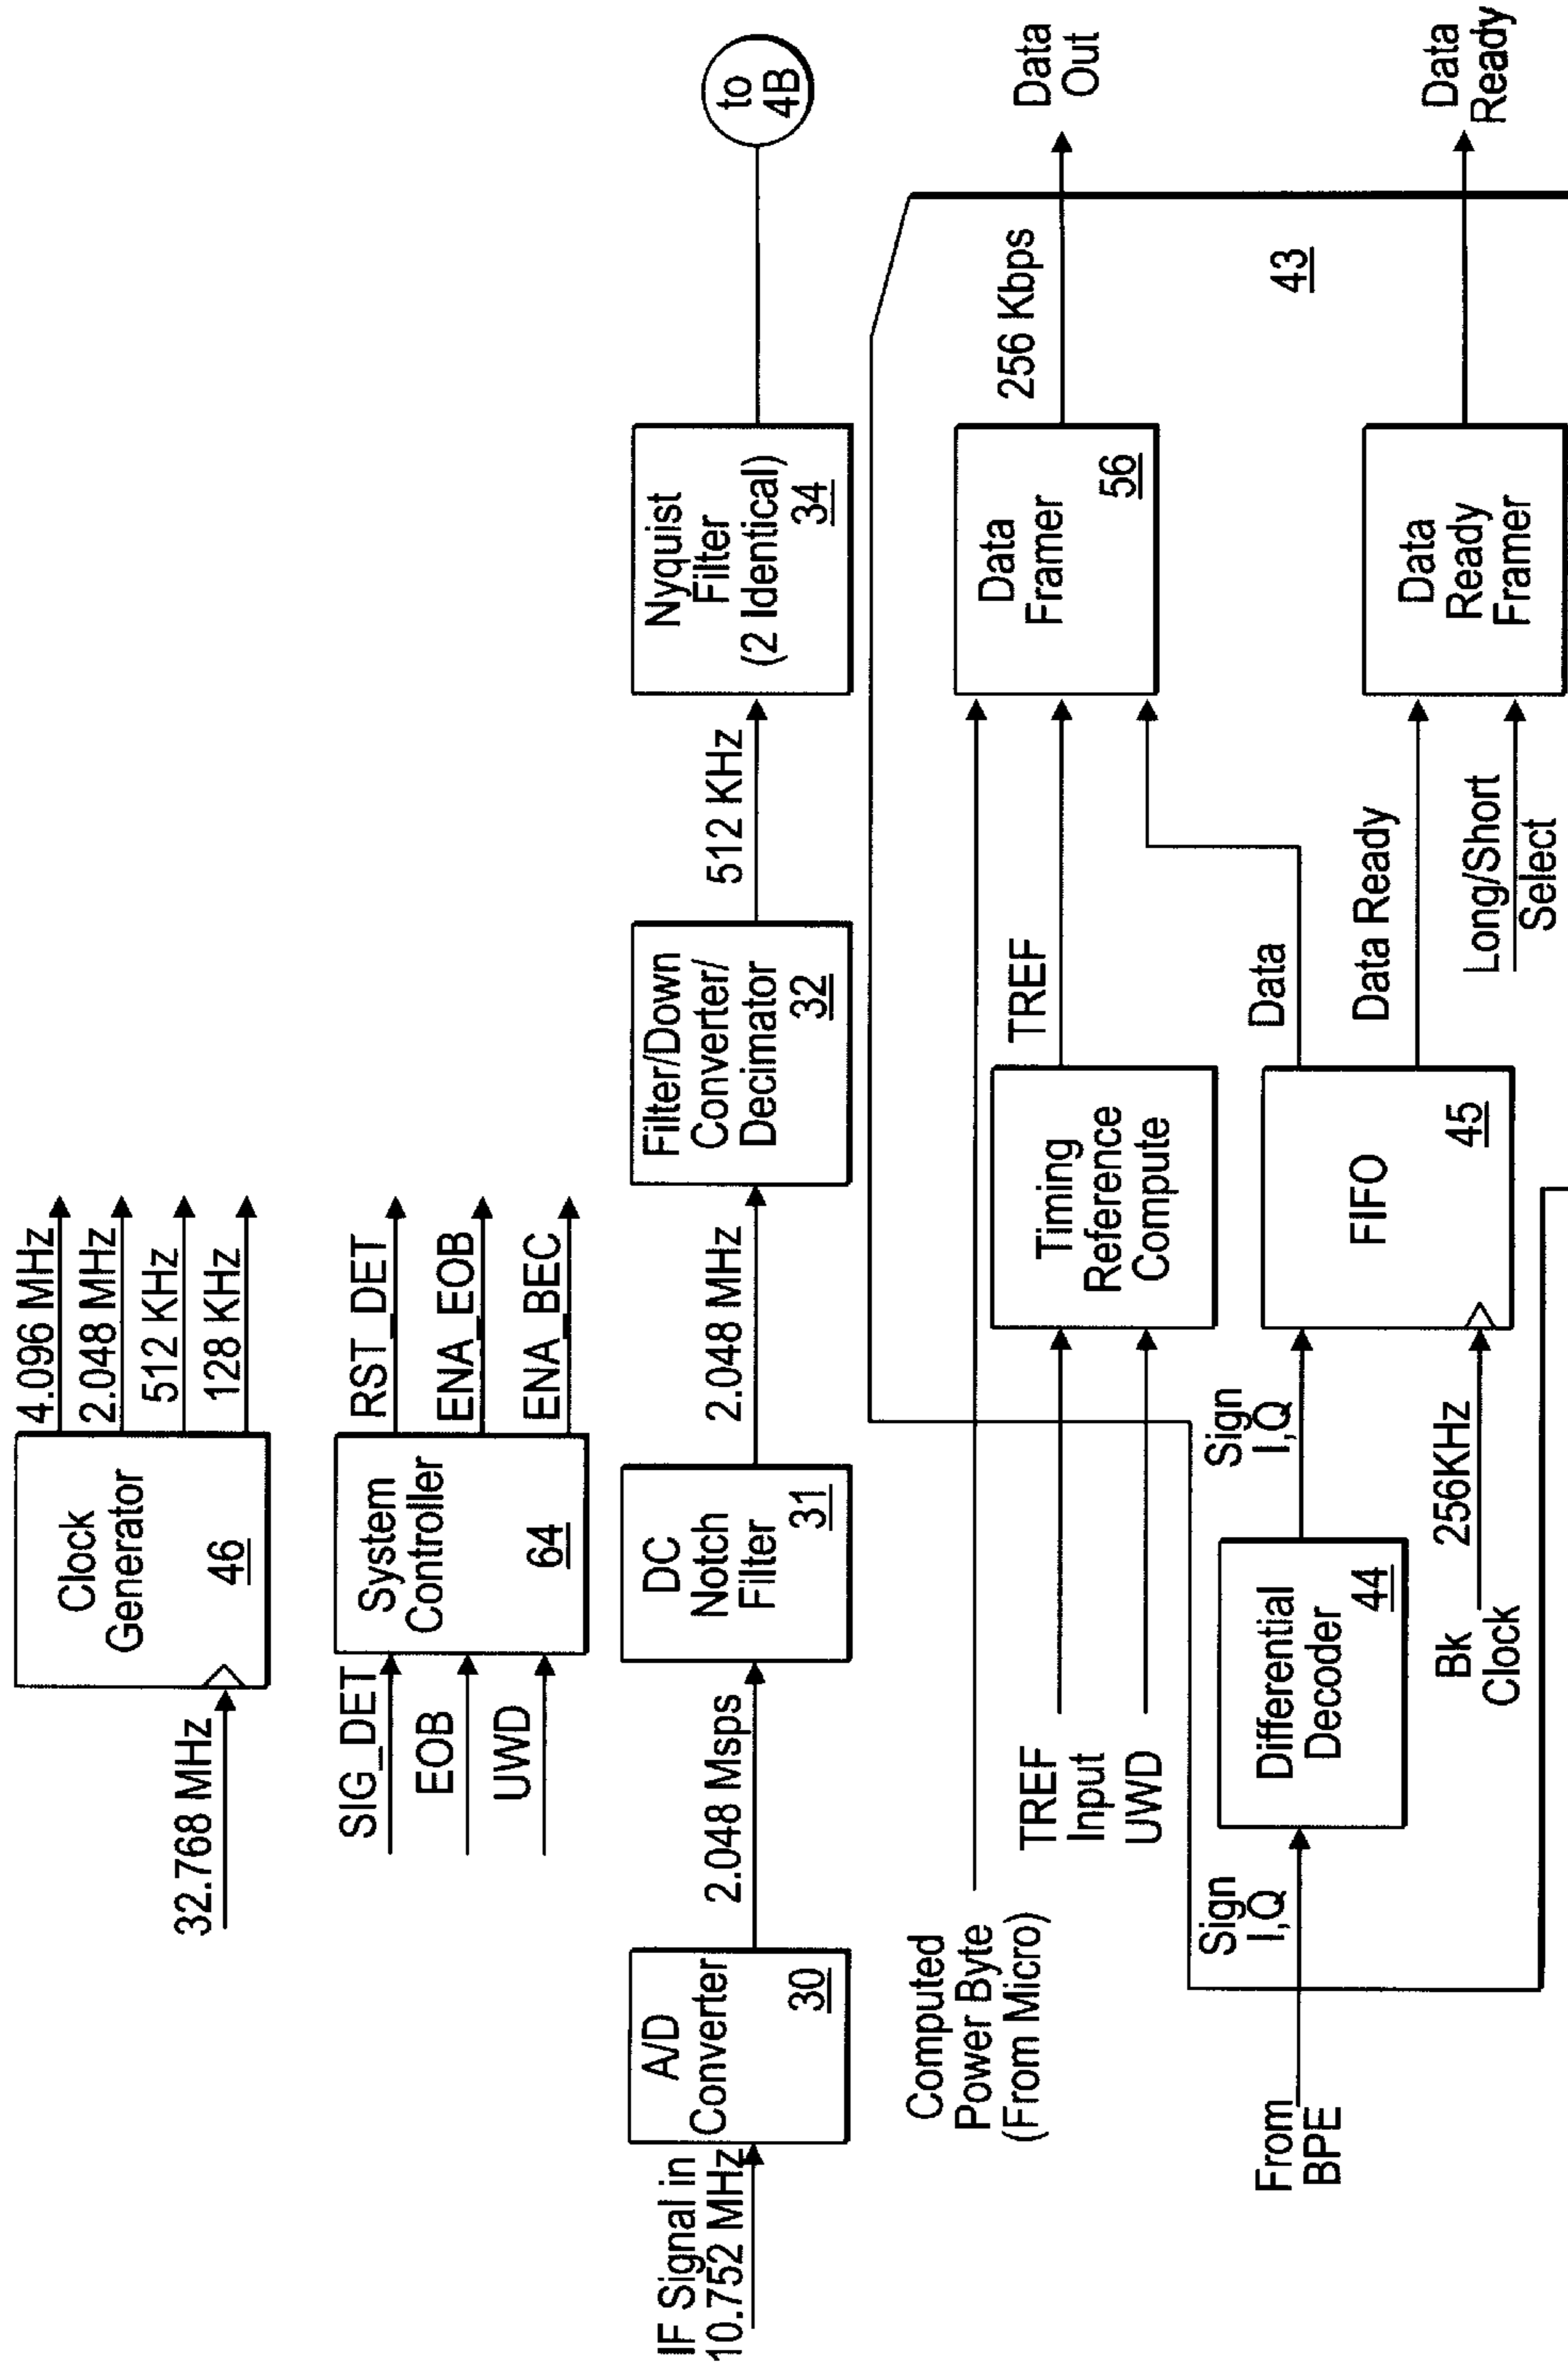 32.768 MHz
Clock
Generator
46
4.096 MHz
2.048 MHz
512 KHz
128 KHz
SIG_DET
EOB
UWD
System
Controller
64
RST_DET
ENA_EOB
ENA_BEC
IF Signal in
10.752 MHz
A/D
Converter
30
2.048 Msps
DC
Notch
Filter
31
2.048 MHz
Filter/Down
Converter/
Decimator
32
512 KHz
Nyquist
Filter
(2 Identical)
34
to
4B
Computed
Power Byte
(From Micro)
TREF
Input
UWD
Timing
Reference
Compute
TREF
Data
Framer
56
256 Kbps
Data
Out
43
From
BPE
Sign
I,Q
Differential
Decoder
44
Sign
I,Q
Bk
Clock
256KHz
FIFO
45
Data
Data Ready
Long/Short
Select
Data
Ready
Framer
Data
Ready